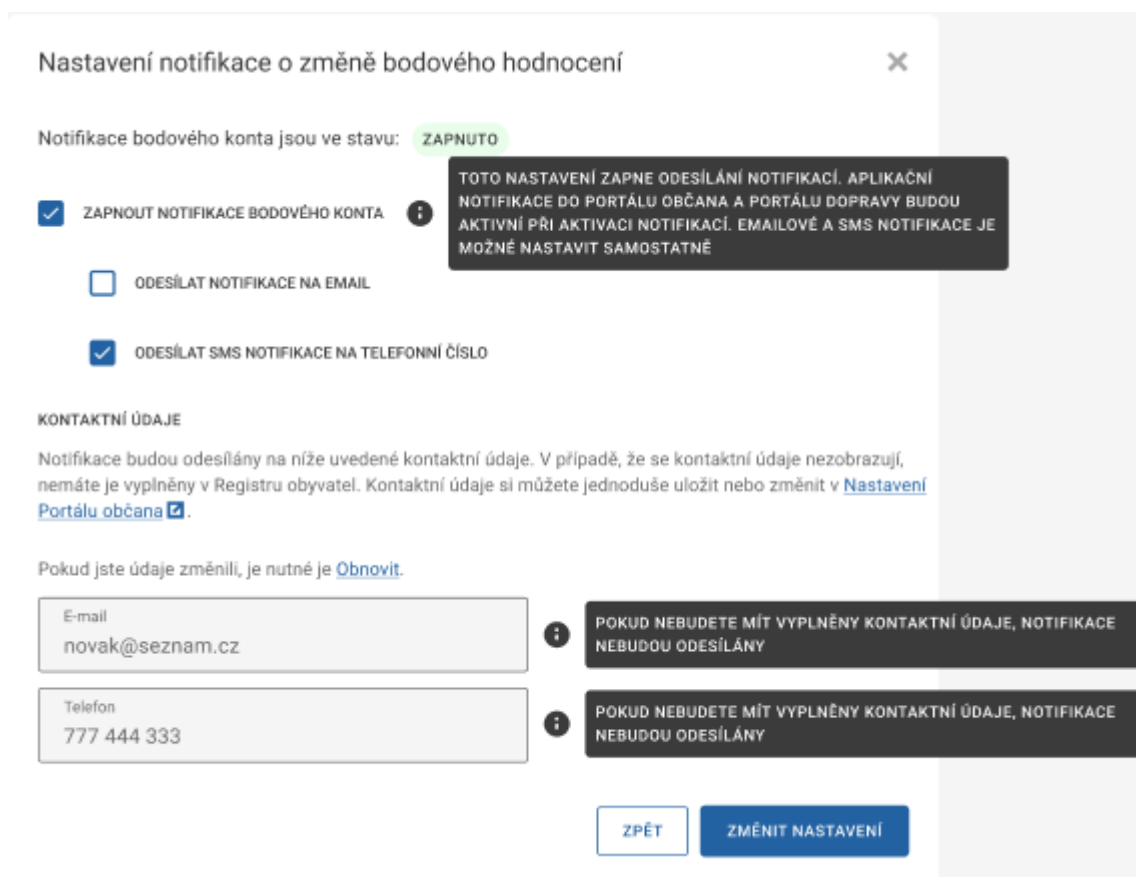 Nastavení notifikace o změně bodového hodnocení
Notifikace bodového konta jsou ve stavu: ZAPNUTO
ZAPNOUT NOTIFIKACE BODOVÉHO KONTA
TOTO NASTAVENÍ ZAPNE ODESÍLÁNÍ NOTIFIKACÍ. APLIKAČNÍ
NOTIFIKACE DO PORTÁLU OBČANA A PORTÁLU DOPRAVY BUDOU
AKTIVNÍ PŘI AKTIVACI NOTIFIKACÍ. EMAILOVÉ A SMS NOTIFIKACE JE
MOŽNÉ NASTAVIT SAMOSTATNĚ
ODESÍLAT NOTIFIKACE NA EMAIL
ODESÍLAT SMS NOTIFIKACE NA TELEFONNÍ ČÍSLO
KONTAKTNÍ ÚDAJE
Notifikace budou odesílány na níže uvedené kontaktní údaje. V případě, že se kontaktní údaje nezobrazují,
nemáte je vyplněny v Registru obyvatel. Kontaktní údaje si můžete jednoduše uložit nebo změnit v Nastavení
Portálu občana.
Pokud jste údaje změnili, je nutné je Obnovit.
E-mail
novak@seznam.cz
POKUD NEBUDETE MÍT VYPLNĚNY KONTAKTNÍ ÚDAJE, NOTIFIKACE
NEBUDOU ODESÍLÁNY
Telefon
777 444 333
POKUD NEBUDETE MÍT VYPLNĚNY KONTAKTNÍ ÚDAJE, NOTIFIKACE
NEBUDOU ODESÍLÁNY
ZPĚT
ZMĚNIT NASTAVENÍ